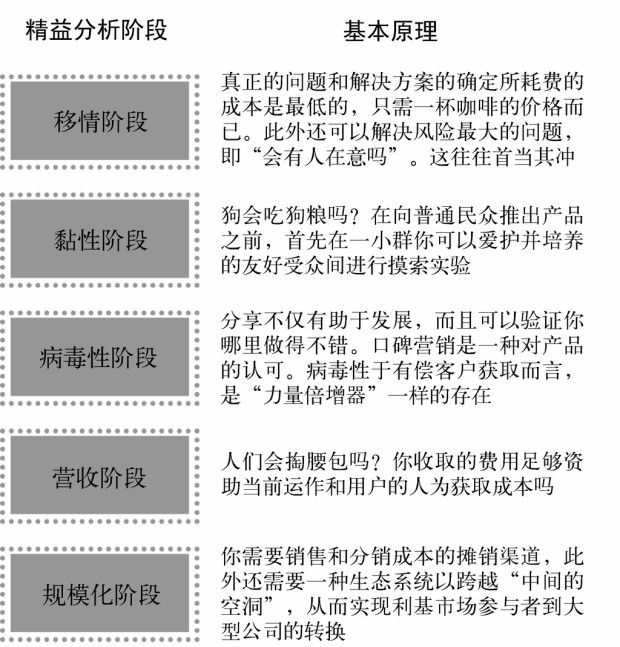 精益分析阶段
基本原理
移情阶段
真正的问题和解决方案的确定所耗费的
成本是最低的，只需一杯咖啡的价格而
已。此外还可以解决风险最大的问题，
即“会有人在意吗”。这往往首当其冲
黏性阶段
狗会吃狗粮吗？在向普通民众推出产品
之前，首先在一小群你可以爱护并培养
的友好受众间进行摸索实验
病毒性阶段
分享不仅有助于发展，而且可以验证你
哪里做得不错。口碑营销是一种对产品
的认可。病毒性于有偿客户获取而言，
是“力量倍增器”一样的存在
营收阶段
人们会掏腰包吗？你收取的费用足够资
助当前运作和用户的人为获取成本吗
规模化阶段
你需要销售和分销成本的摊销渠道，此
外还需要一种生态系统以跨越“中间的
空洞”，从而实现利基市场参与者到大
型公司的转换